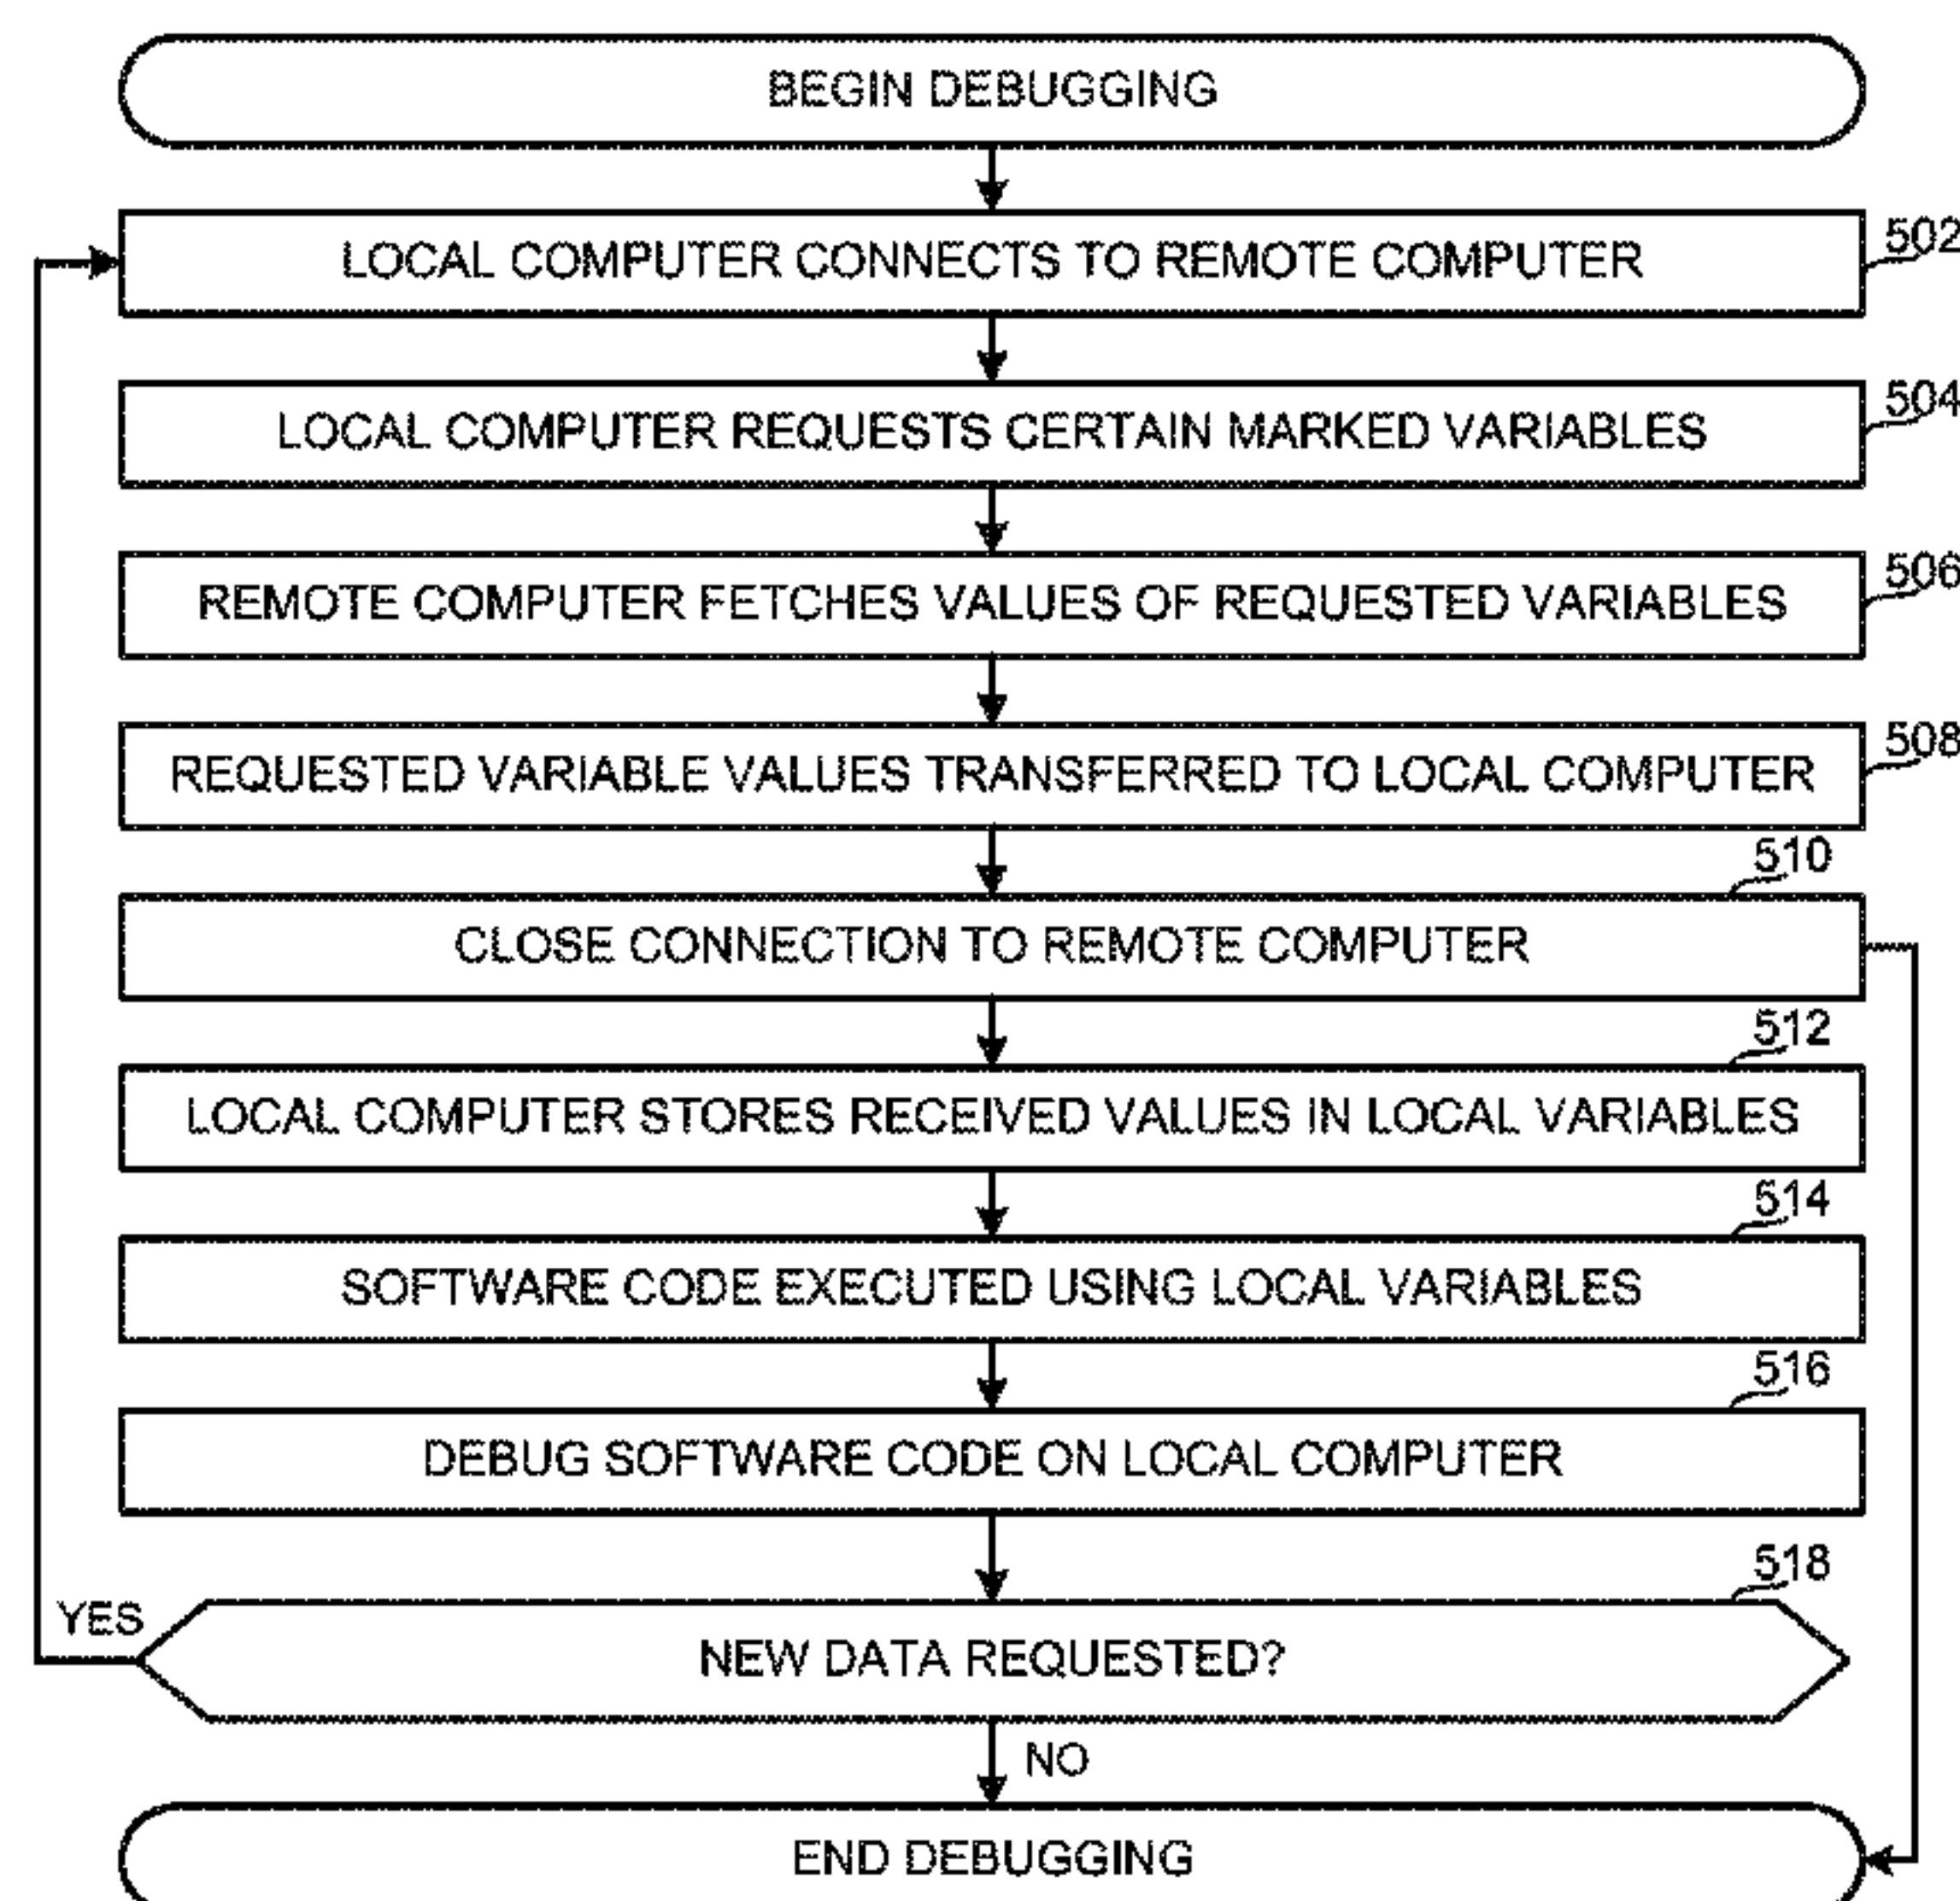 BEGIN DEBUGGING
LOCAL COMPUTER CONNECTS TO REMOTE COMPUTER
502
LOCAL COMPUTER REQUESTS CERTAIN MARKED VARIABLES
504
REMOTE COMPUTER FETCHES VALUES OF REQUESTED VARIABLES
506
REQUESTED VARIABLE VALUES TRANSFERRED TO LOCAL COMPUTER
508
510
CLOSE CONNECTION TO REMOTE COMPUTER
512
LOCAL COMPUTER STORES RECEIVED VALUES IN LOCAL VARIABLES
514
SOFTWARE CODE EXECUTED USING LOCAL VARIABLES
516
DEBUG SOFTWARE CODE ON LOCAL COMPUTER
518
YES
NEW DATA REQUESTED?
NO
END DEBUGGING